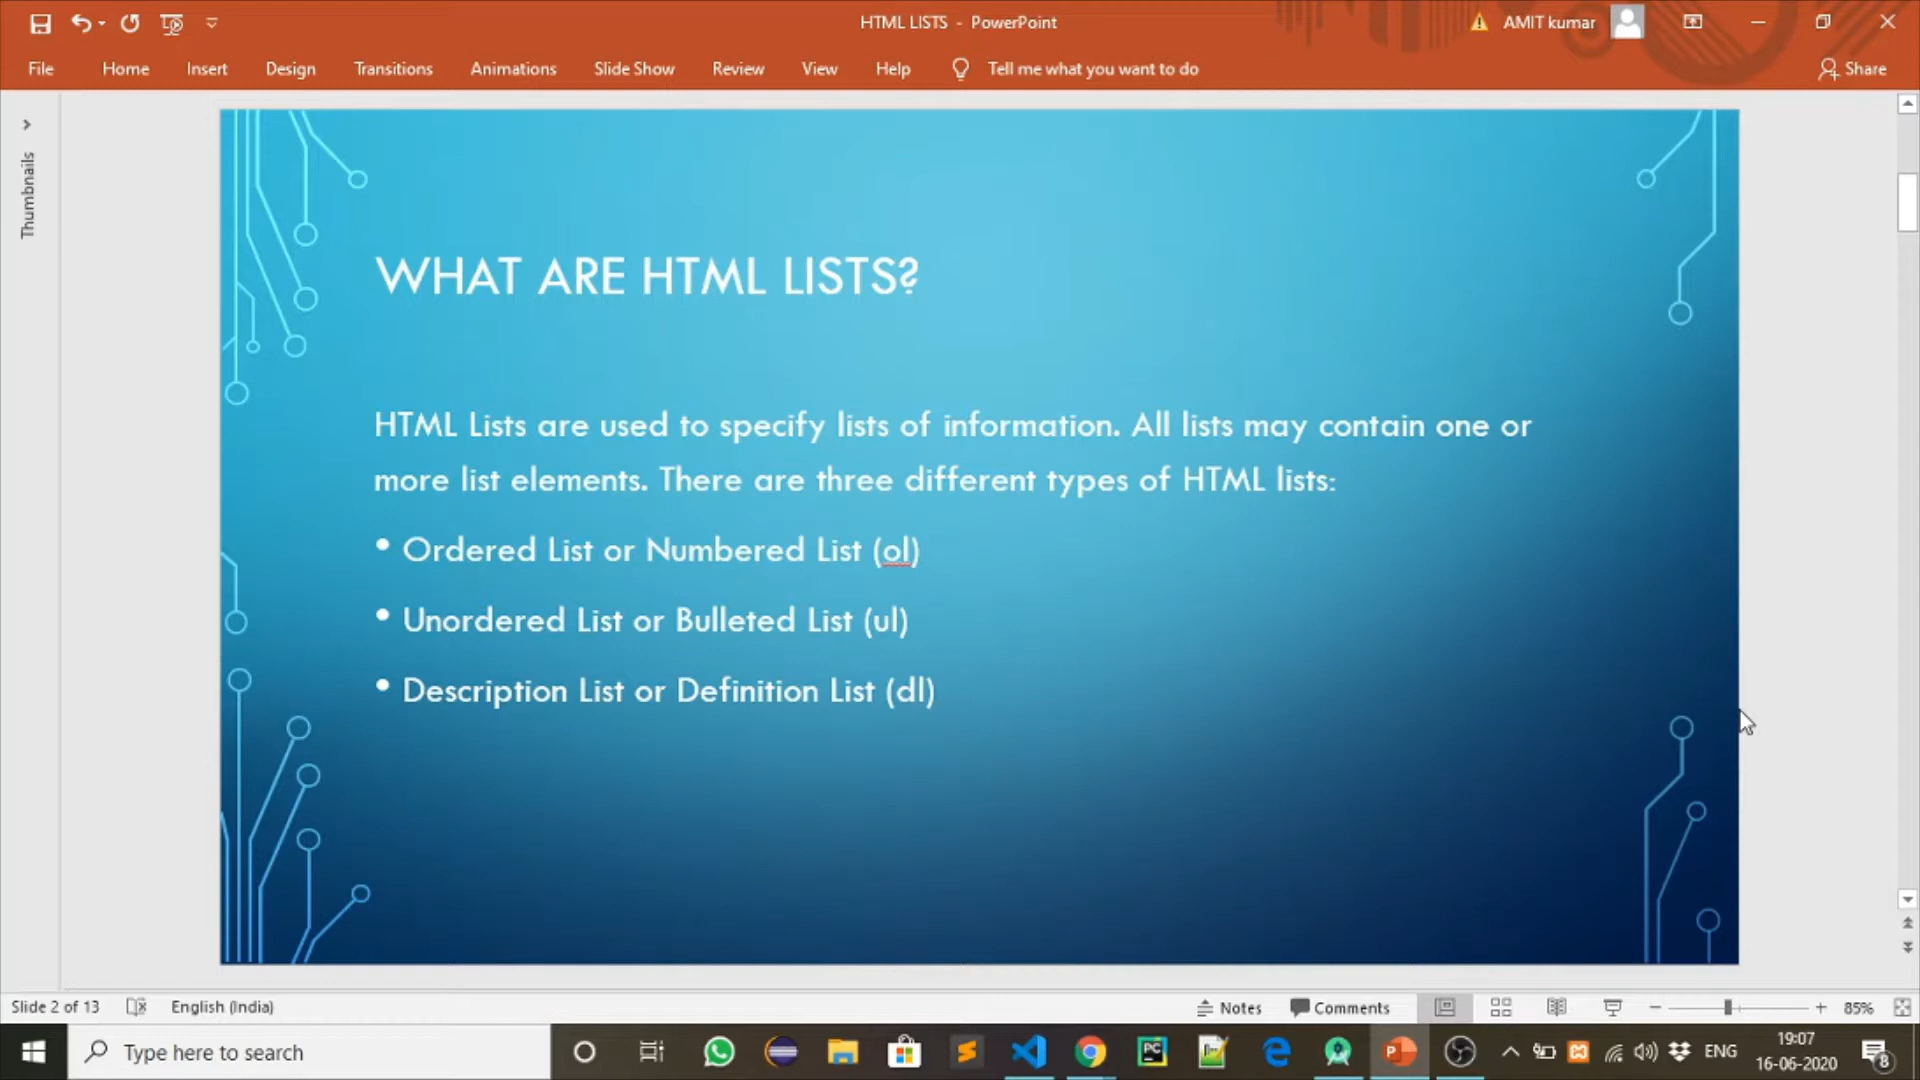 HTML LISTS - PowerPoint
AMIT kumar
File Home Insert Design Transitions Animations Slide Show Review View Help Tell me what you want to do Share
Thumbnails
WHAT ARE HTML LISTS?
HTML Lists are used to specify lists of information. All lists may contain one or
more list elements. There are three different types of HTML lists:
• Ordered List or Numbered List (ol)
• Unordered List or Bulleted List (ul)
• Description List or Definition List (dl)
Slide 2 of 13 English (India) Notes Comments 85%
Type here to search
PC
ENG
19:07
16-06-2020
8